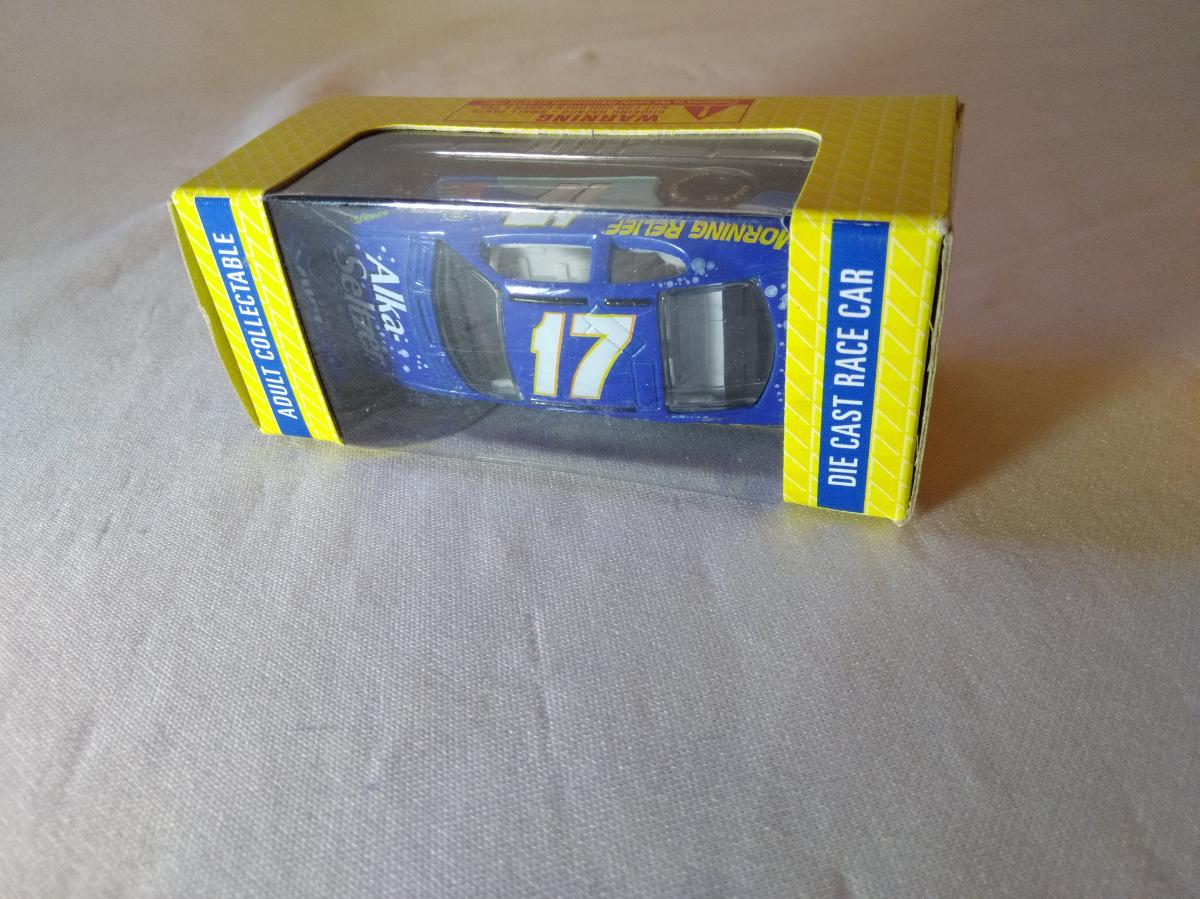 WARNING
ADULT COLLECTABLE
MORNING RELIEF
Alka-
Seltzer
17
DIE CAST RACE CAR